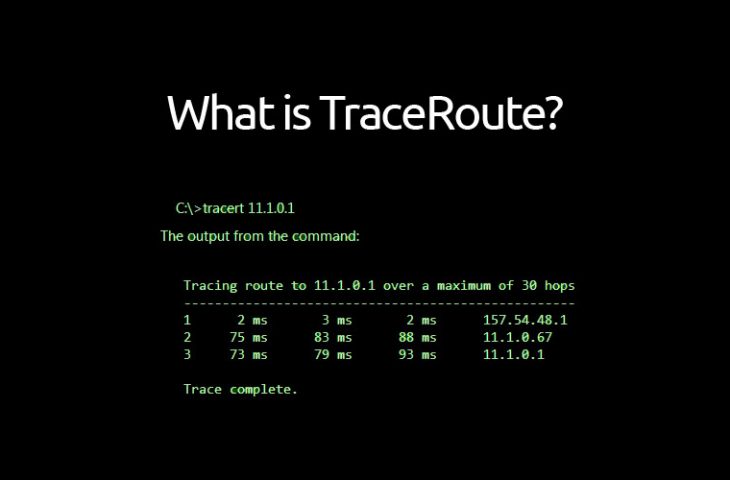 What is TraceRoute?
C:\>tracert 11.1.0.1
The output from the command:
Tracing route to 11.1.0.1 over a maximum of 30 hops
---------------------------------------------------
1 2 ms 3 ms 2 ms 157.54.48.1
2 75 ms 83 ms 88 ms 11.1.0.67
3 73 ms 79 ms 93 ms 11.1.0.1
Trace complete.